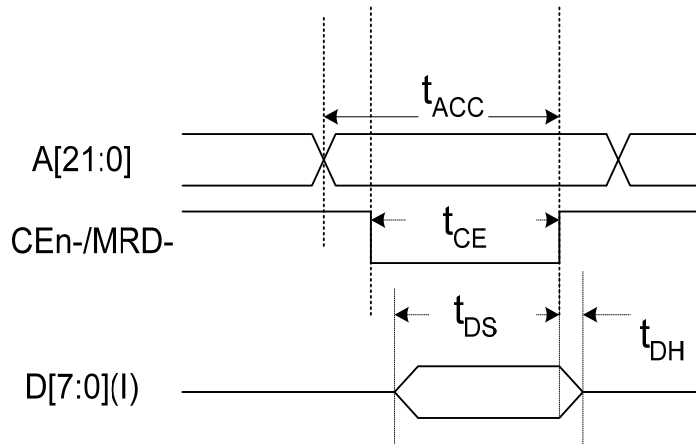 tACC
A[21:0]
CEn-/MRD-
tCE
tDS
tDH
D[7:0](I)